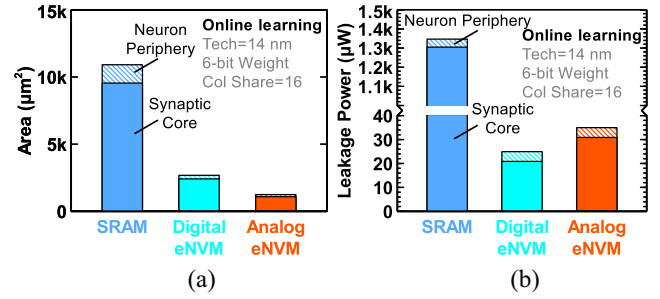 (a)
Area (μm²)
15k
10k
5k
0
Neuron
Periphery
Synaptic
Core
Online learning
Tech=14 nm
6-bit Weight
Col Share=16
SRAM
Digital
eNVM
Analog
eNVM
(a)
(b)
Leakage Power (μW)
1.5k
1.4k
1.3k
1.2k
1.1k
40
30
20
10
0
Neuron Periphery
Online learning
Tech=14 nm
6-bit Weight
Col Share=16
Synaptic
Core
SRAM
Digital
eNVM
Analog
eNVM
(b)